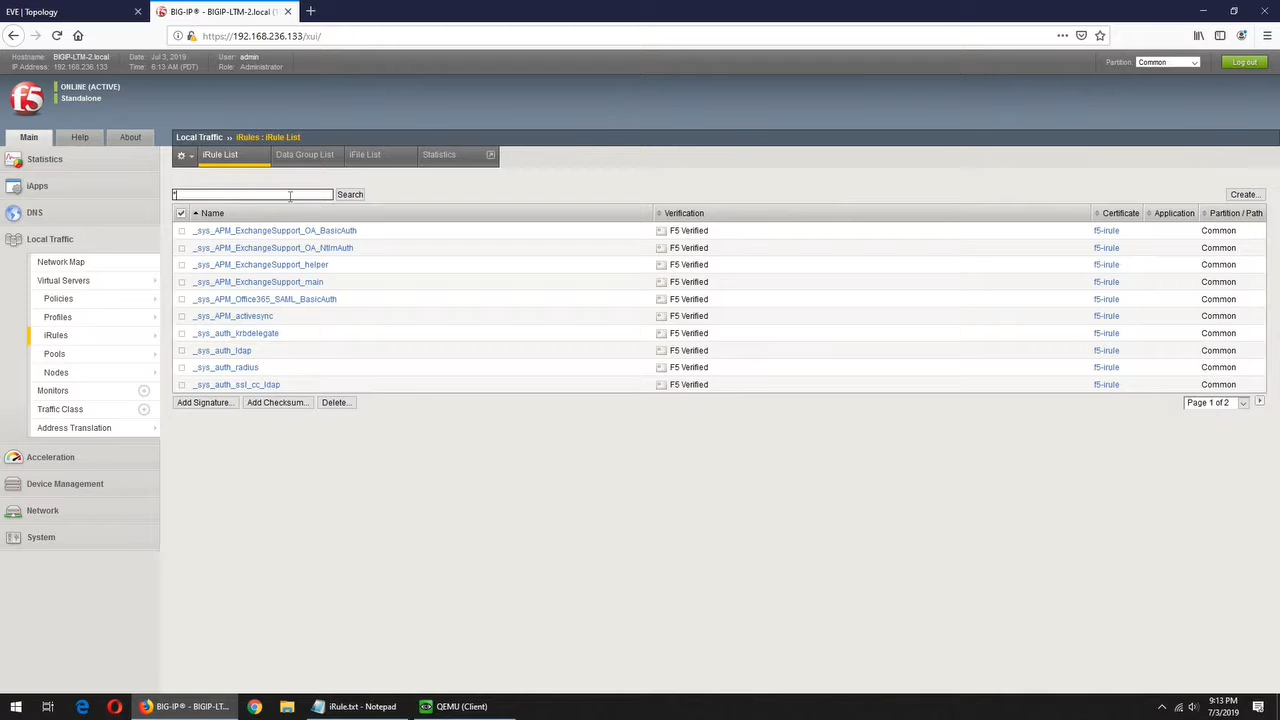 EVE | Topology
BIG-IP® - BIGIP-LTM-2.local (1
https://192.168.236.133/xui/
Hostname: BIGIP-LTM-2.local Date: Jul 3, 2019 User: admin
IP Address: 192.168.236.133 Time: 6:13 AM (PDT) Role: Administrator
Partition: Common Log out
f5
ONLINE (ACTIVE)
Standalone
Main Help About
Local Traffic ›› iRules : iRule List
iRule List Data Group List iFile List Statistics
* Search Create...
Name Verification Certificate Application Partition / Path
_sys_APM_ExchangeSupport_OA_BasicAuth F5 Verified f5-irule Common
_sys_APM_ExchangeSupport_OA_NtlmAuth F5 Verified f5-irule Common
_sys_APM_ExchangeSupport_helper F5 Verified f5-irule Common
_sys_APM_ExchangeSupport_main F5 Verified f5-irule Common
_sys_APM_Office365_SAML_BasicAuth F5 Verified f5-irule Common
_sys_APM_activesync F5 Verified f5-irule Common
_sys_auth_krbdelegate F5 Verified f5-irule Common
_sys_auth_ldap F5 Verified f5-irule Common
_sys_auth_radius F5 Verified f5-irule Common
_sys_auth_ssl_cc_ldap F5 Verified f5-irule Common
Add Signature... Add Checksum... Delete... Page 1 of 2
Statistics
iApps
DNS
Local Traffic
Network Map
Virtual Servers
Policies
Profiles
iRules
Pools
Nodes
Monitors
Traffic Class
Address Translation
Acceleration
Device Management
Network
System
BIG-IP® - BIGIP-LT... iRule.txt - Notepad QEMU (Client)
9:13 PM
7/3/2019